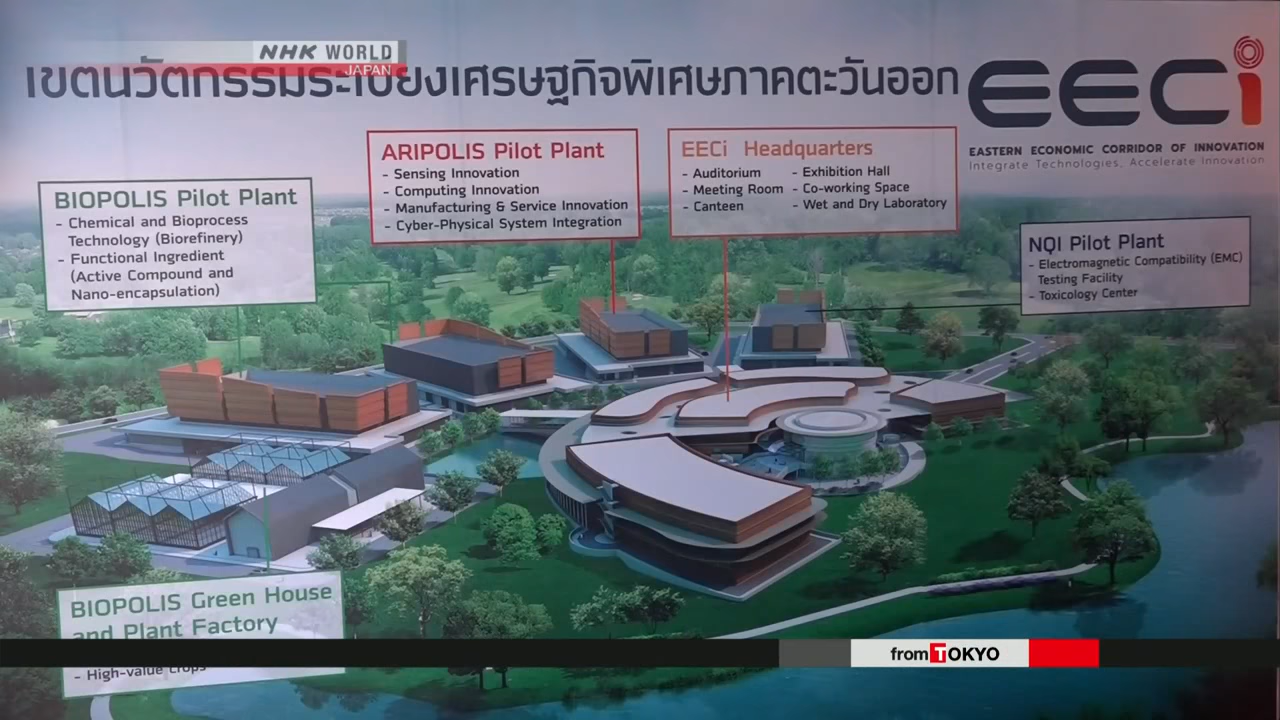 NHK WORLD
JAPAN
เขตนวัตกรรมระเบียงเศรษฐกิจพิเศษภาคตะวันออก
EECi
EASTERN ECONOMIC CORRIDOR OF INNOVATION
Integrate Technologies, Accelerate Innovation
BIOPOLIS Pilot Plant
- Chemical and Bioprocess
Technology (Biorefinery)
- Functional Ingredient
(Active Compound and
Nano-encapsulation)
ARIPOLIS Pilot Plant
- Sensing Innovation
- Computing Innovation
- Manufacturing & Service Innovation
- Cyber-Physical System Integration
EECi Headquarters
- Auditorium
- Meeting Room
- Canteen
- Exhibition Hall
- Co-working Space
- Wet and Dry Laboratory
NQI Pilot Plant
- Electromagnetic Compatibility (EMC)
Testing Facility
- Toxicology Center
BIOPOLIS Green House
and Plant Factory
- High-value crops
from TOKYO